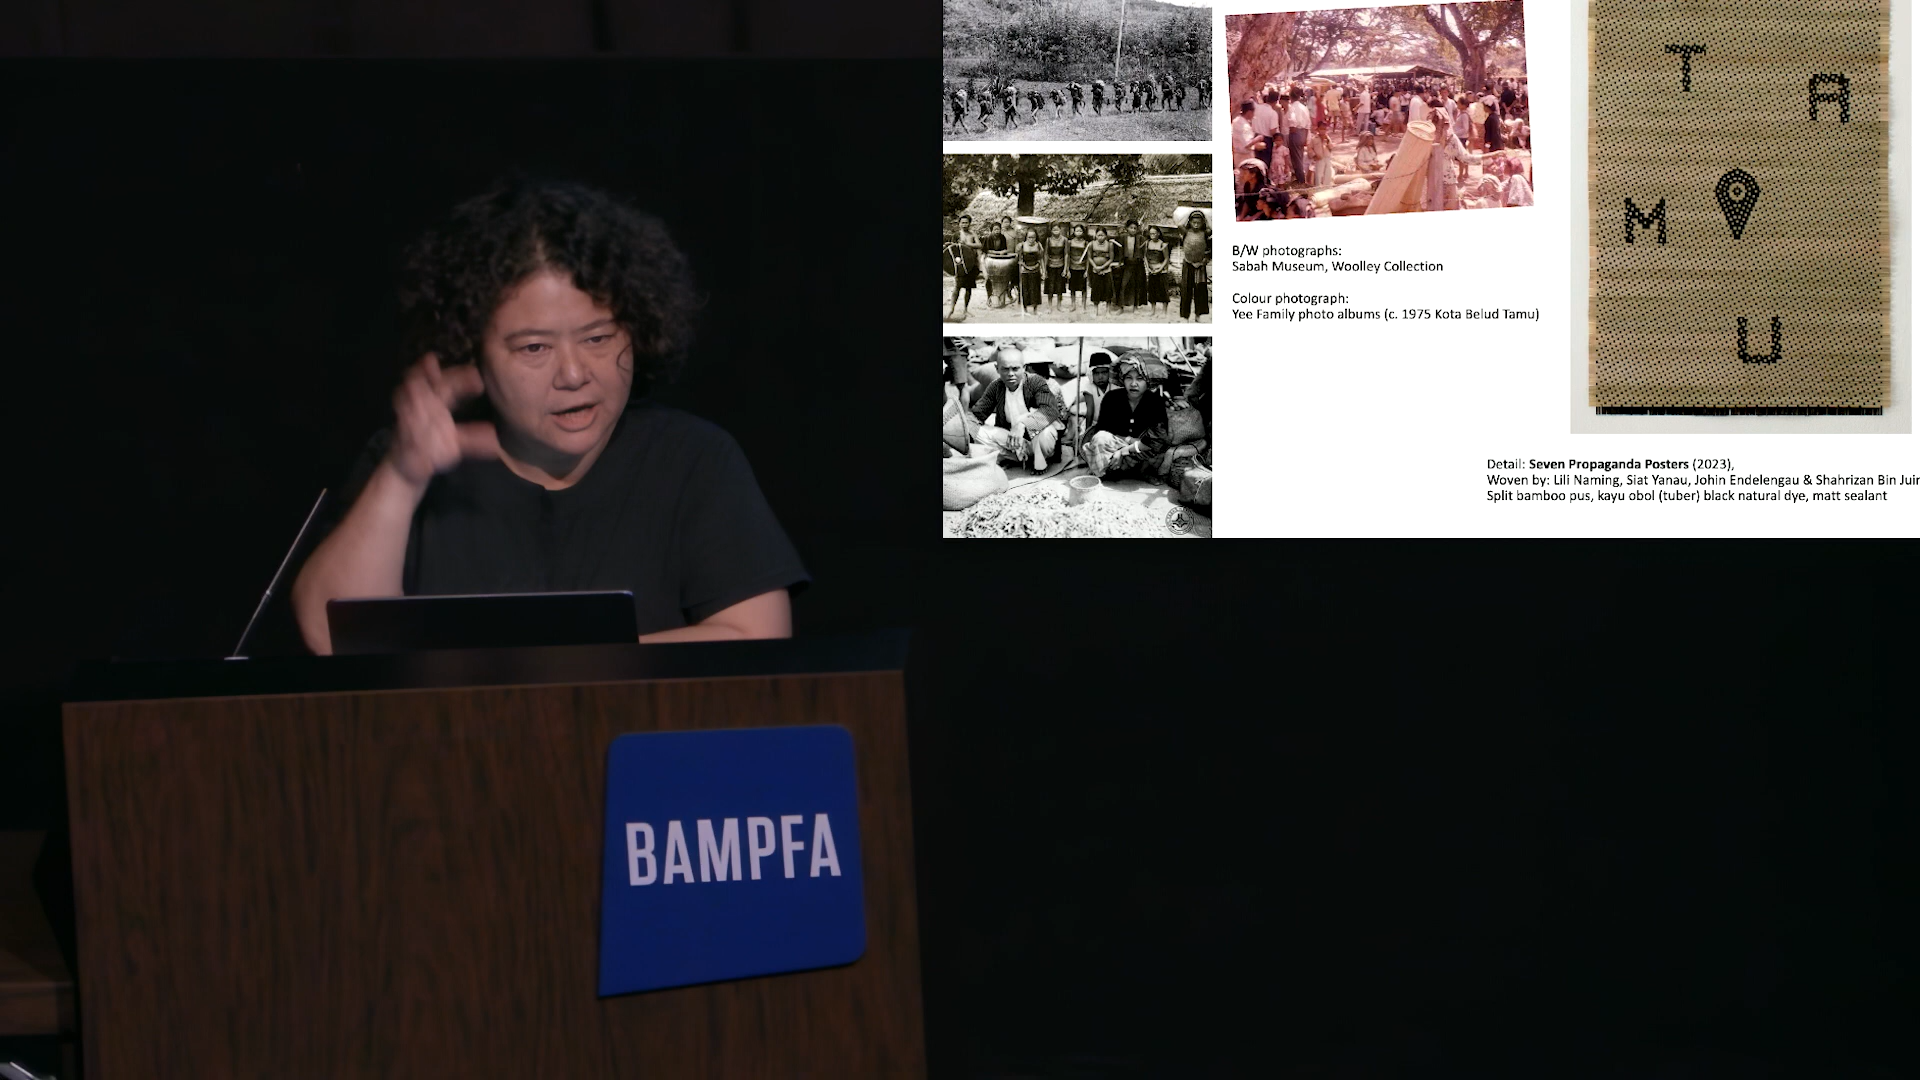 T
A
M
U
B/W photographs:
Sabah Museum, Woolley Collection
Colour photograph:
Yee Family photo albums (c. 1975 Kota Belud Tamu)
Detail: Seven Propaganda Posters (2023),
Woven by: Lili Naming, Siat Yanau, Johin Endelengau & Shahrizan Bin Juin
Split bamboo pus, kayu obol (tuber) black natural dye, matt sealant
BAMPFA